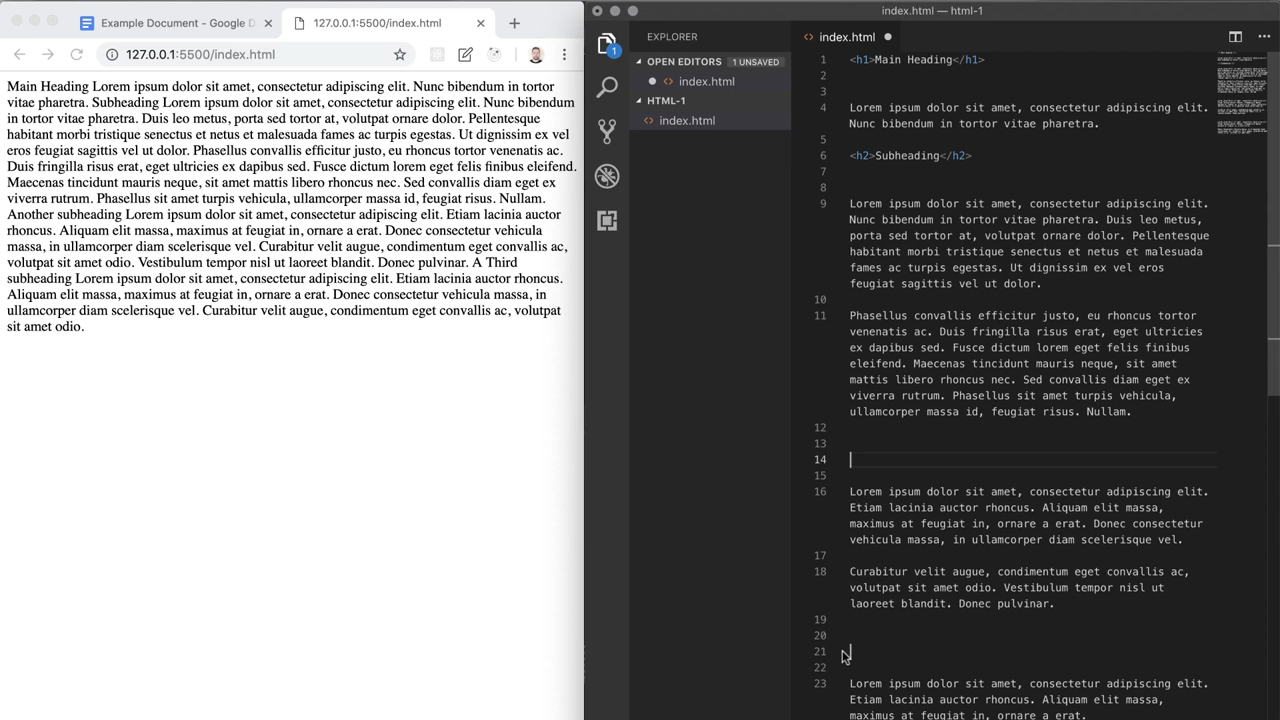 Example Document - Google D
127.0.0.1:5500/index.html
127.0.0.1:5500/index.html
Main Heading Lorem ipsum dolor sit amet, consectetur adipiscing elit. Nunc bibendum in tortor
vitae pharetra. Subheading Lorem ipsum dolor sit amet, consectetur adipiscing elit. Nunc bibendum
in tortor vitae pharetra. Duis leo metus, porta sed tortor at, volutpat ornare dolor. Pellentesque
habitant morbi tristique senectus et netus et malesuada fames ac turpis egestas. Ut dignissim ex vel
eros feugiat sagittis vel ut dolor. Phasellus convallis efficitur justo, eu rhoncus tortor venenatis ac.
Duis fringilla risus erat, eget ultricies ex dapibus sed. Fusce dictum lorem eget felis finibus eleifend.
Maecenas tincidunt mauris neque, sit amet mattis libero rhoncus nec. Sed convallis diam eget ex
viverra rutrum. Phasellus sit amet turpis vehicula, ullamcorper massa id, feugiat risus. Nullam.
Another subheading Lorem ipsum dolor sit amet, consectetur adipiscing elit. Etiam lacinia auctor
rhoncus. Aliquam elit massa, maximus at feugiat in, ornare a erat. Donec consectetur vehicula
massa, in ullamcorper diam scelerisque vel. Curabitur velit augue, condimentum eget convallis ac,
volutpat sit amet odio. Vestibulum tempor nisl ut laoreet blandit. Donec pulvinar. A Third
subheading Lorem ipsum dolor sit amet, consectetur adipiscing elit. Etiam lacinia auctor rhoncus.
Aliquam elit massa, maximus at feugiat in, ornare a erat. Donec consectetur vehicula massa, in
ullamcorper diam scelerisque vel. Curabitur velit augue, condimentum eget convallis ac, volutpat
sit amet odio.
index.html — html-1
1
EXPLORER
OPEN EDITORS 1 UNSAVED
index.html
HTML-1
index.html
index.html
1 <h1>Main Heading</h1>
2
3
4 Lorem ipsum dolor sit amet, consectetur adipiscing elit.
Nunc bibendum in tortor vitae pharetra.
5
6 <h2>Subheading</h2>
7
8
9 Lorem ipsum dolor sit amet, consectetur adipiscing elit.
Nunc bibendum in tortor vitae pharetra. Duis leo metus,
porta sed tortor at, volutpat ornare dolor. Pellentesque
habitant morbi tristique senectus et netus et malesuada
fames ac turpis egestas. Ut dignissim ex vel eros
feugiat sagittis vel ut dolor.
10
11 Phasellus convallis efficitur justo, eu rhoncus tortor
venenatis ac. Duis fringilla risus erat, eget ultricies
ex dapibus sed. Fusce dictum lorem eget felis finibus
eleifend. Maecenas tincidunt mauris neque, sit amet
mattis libero rhoncus nec. Sed convallis diam eget ex
viverra rutrum. Phasellus sit amet turpis vehicula,
ullamcorper massa id, feugiat risus. Nullam.
12
13
14
15
16 Lorem ipsum dolor sit amet, consectetur adipiscing elit.
Etiam lacinia auctor rhoncus. Aliquam elit massa,
maximus at feugiat in, ornare a erat. Donec consectetur
vehicula massa, in ullamcorper diam scelerisque vel.
17
18 Curabitur velit augue, condimentum eget convallis ac,
volutpat sit amet odio. Vestibulum tempor nisl ut
laoreet blandit. Donec pulvinar.
19
20
21
22
23 Lorem ipsum dolor sit amet, consectetur adipiscing elit.
Etiam lacinia auctor rhoncus. Aliquam elit massa,
maximus at feugiat in, ornare a erat.